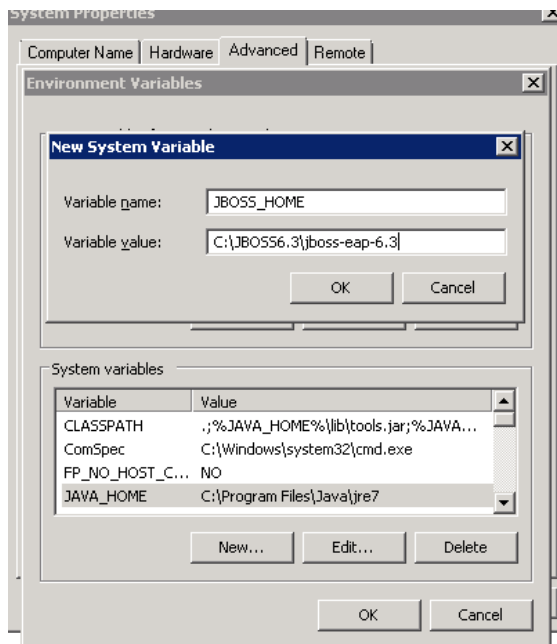 System Properties
Computer Name Hardware Advanced Remote
Environment Variables
New System Variable
Variable name: JBOSS_HOME
Variable value: C:\JBOSS6.3\jboss-eap-6.3
OK Cancel
System variables
Variable Value
CLASSPATH .;%JAVA_HOME%\lib\tools.jar;%JAVA...
ComSpec C:\Windows\system32\cmd.exe
FP_NO_HOST_C... NO
JAVA_HOME C:\Program Files\Java\jre7
New... Edit... Delete
OK Cancel